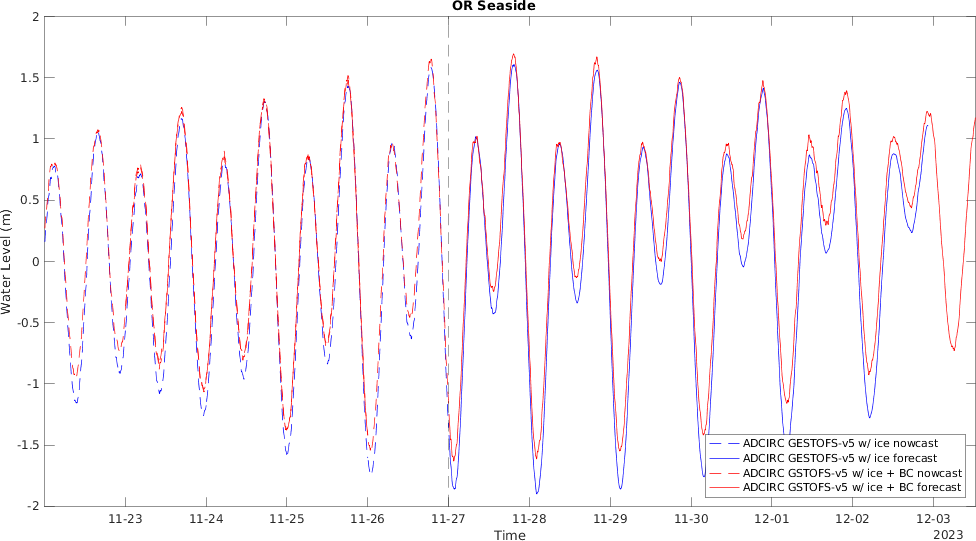 OR Seaside
2
1.5
1
0.5
0
-0.5
-1
-1.5
-2
Water Level (m)
ADCIRC GESTOFS-v5 w/ ice nowcast
ADCIRC GESTOFS-v5 w/ ice forecast
ADCIRC GSTOFS-v5 w/ ice + BC nowcast
ADCIRC GSTOFS-v5 w/ ice + BC forecast
11-23 11-24 11-25 11-26 11-27 11-28 11-29 11-30 12-01 12-02 12-03
Time
2023